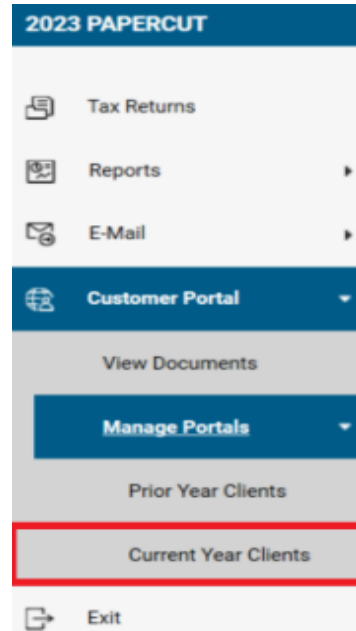 2023 PAPERCUT
Tax Returns
Reports
E-Mail
Customer Portal
View Documents
Manage Portals
Prior Year Clients
Current Year Clients
Exit